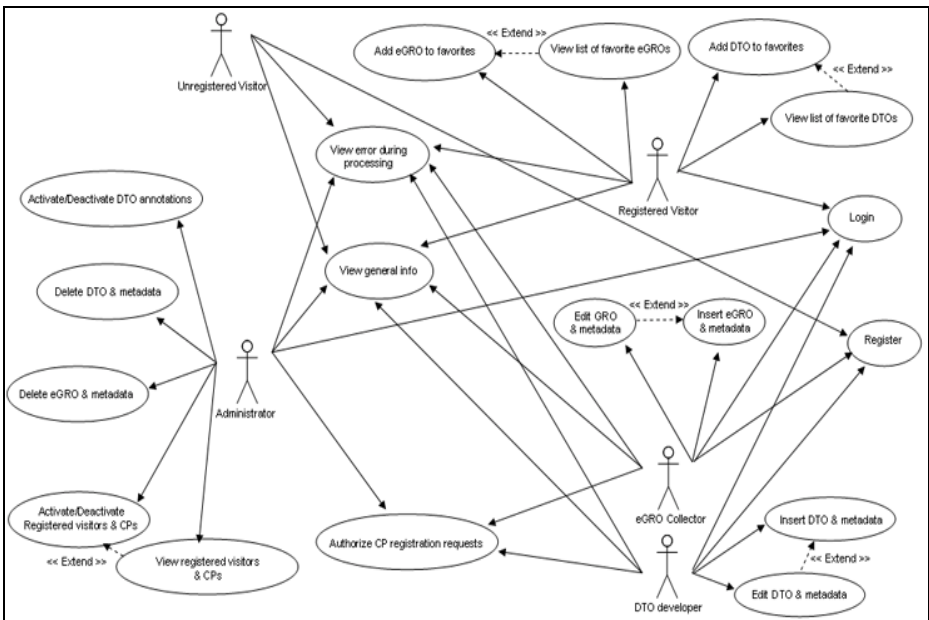 Unregistered Visitor
Add eGRO to favorites
<< Extend >>
View list of favorite eGROs
Add DTO to favorites
<< Extend >>
View list of favorite DTOs
View error during
processing
Registered Visitor
Activate/Deactivate DTO annotations
Login
View general info
Delete DTO & metadata
Edit GRO
& metadata
<< Extend >>
Insert eGRO
& metadata
Register
Administrator
Delete eGRO & metadata
eGRO Collector
Activate/Deactivate
Registered visitors & CPs
<< Extend >>
View registered visitors
& CPs
Authorize CP registration requests
Insert DTO & metadata
<< Extend >>
Edit DTO & metadata
DTO developer